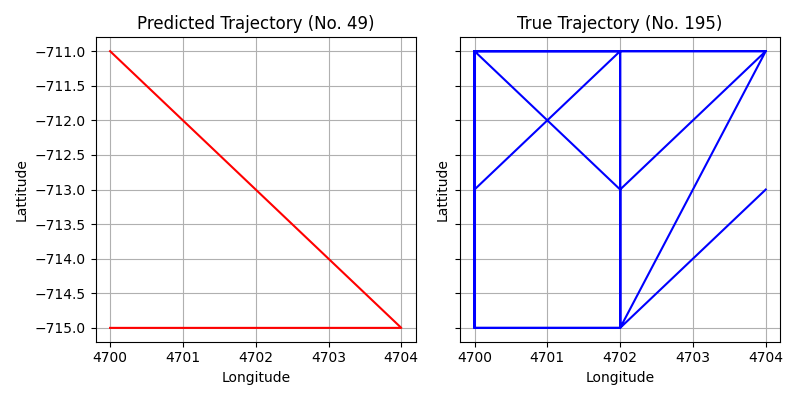 Predicted Trajectory (No. 49)
Lattitude
−711.0
−711.5
−712.0
−712.5
−713.0
−713.5
−714.0
−714.5
−715.0
4700 4701 4702 4703 4704
Longitude
True Trajectory (No. 195)
Lattitude
4700 4701 4702 4703 4704
Longitude